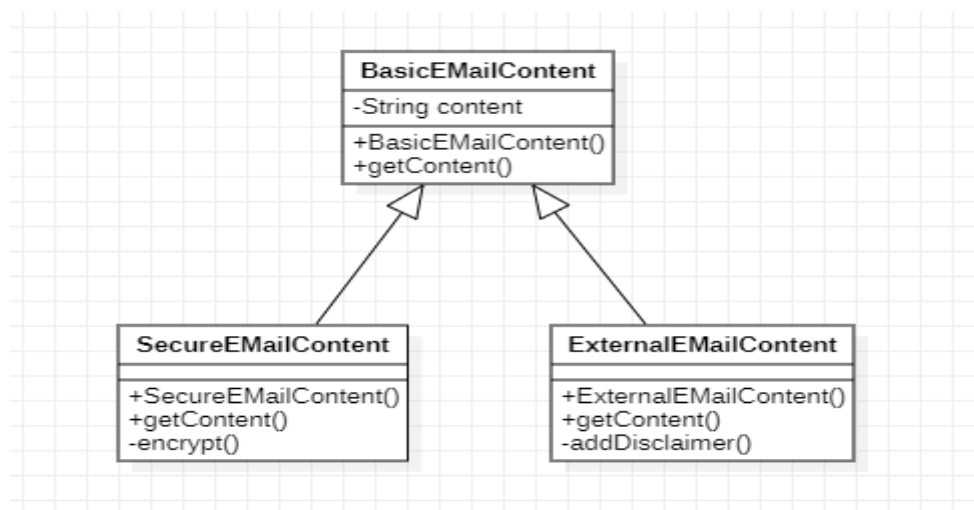 BasicEMailContent
-String content
+BasicEMailContent()
+getContent()
SecureEMailContent
+SecureEMailContent()
+getContent()
-encrypt()
ExternalEMailContent
+ExternalEMailContent()
+getContent()
-addDisclaimer()